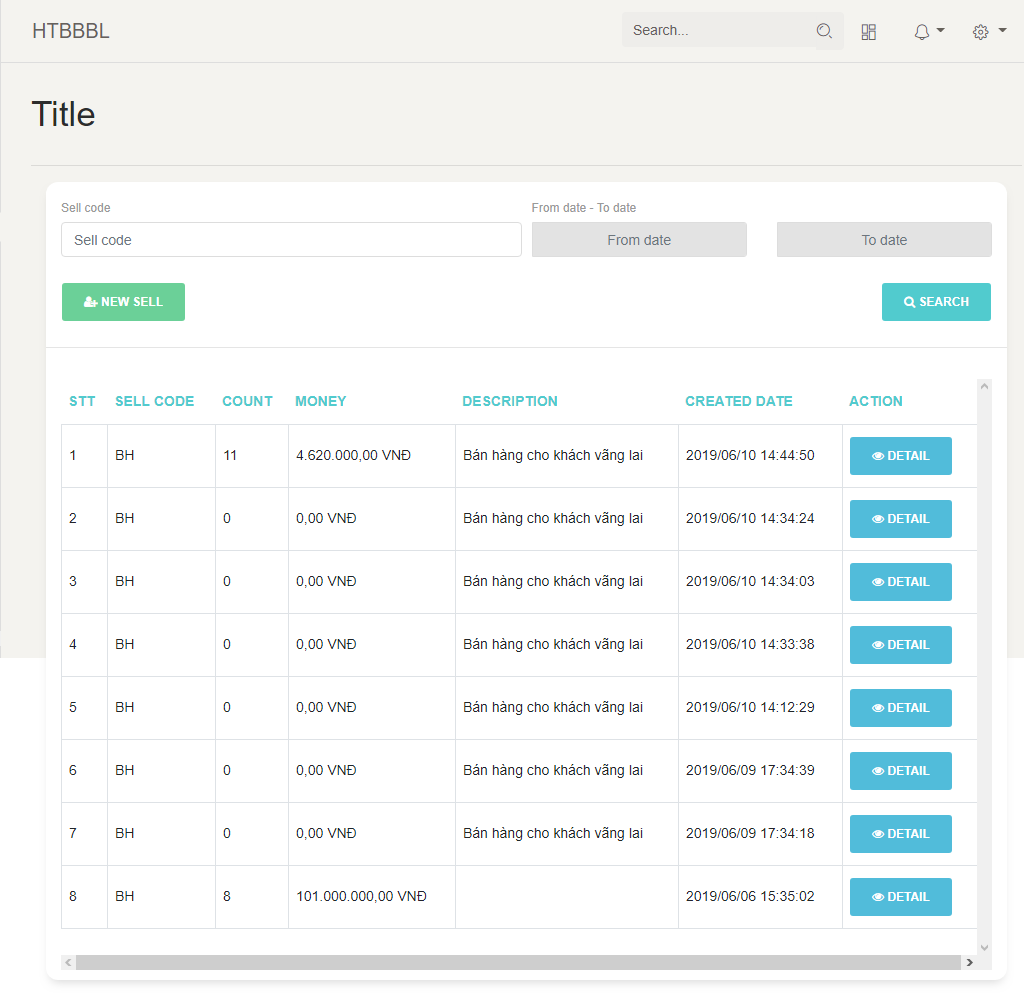 HTBBBL Search...
Title
Sell code From date - To date
Sell code From date To date
NEW SELL SEARCH
STT SELL CODE COUNT MONEY DESCRIPTION CREATED DATE ACTION
1 BH 11 4.620.000,00 VNĐ Bán hàng cho khách vãng lai 2019/06/10 14:44:50 DETAIL
2 BH 0 0,00 VNĐ Bán hàng cho khách vãng lai 2019/06/10 14:34:24 DETAIL
3 BH 0 0,00 VNĐ Bán hàng cho khách vãng lai 2019/06/10 14:34:03 DETAIL
4 BH 0 0,00 VNĐ Bán hàng cho khách vãng lai 2019/06/10 14:33:38 DETAIL
5 BH 0 0,00 VNĐ Bán hàng cho khách vãng lai 2019/06/10 14:12:29 DETAIL
6 BH 0 0,00 VNĐ Bán hàng cho khách vãng lai 2019/06/09 17:34:39 DETAIL
7 BH 0 0,00 VNĐ Bán hàng cho khách vãng lai 2019/06/09 17:34:18 DETAIL
8 BH 8 101.000.000,00 VNĐ 2019/06/06 15:35:02 DETAIL